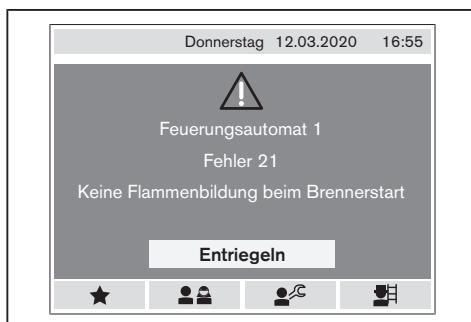 Donnerstag 12.03.2020 16:55
Feuerungsautomat 1
Fehler 21
Keine Flammenbildung beim Brennerstart
Entriegeln